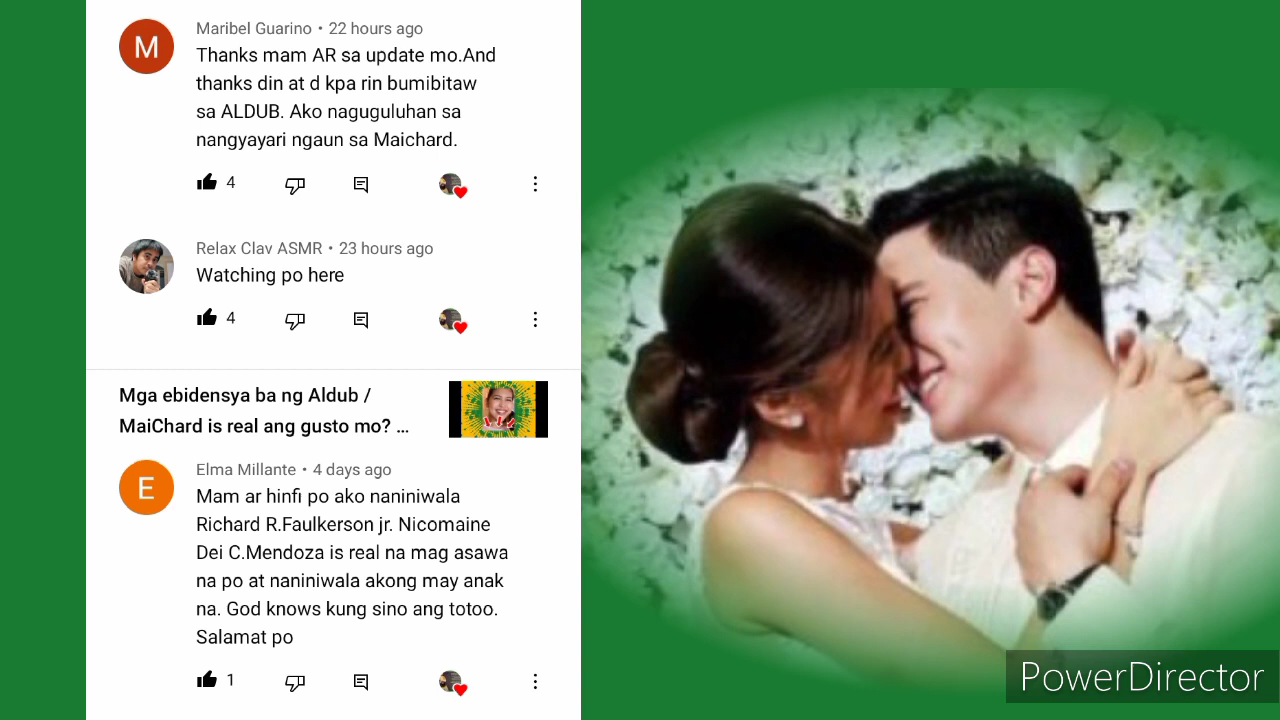 Maribel Guarino • 22 hours ago
Thanks mam AR sa update mo.And
thanks din at d kpa rin bumibitaw
sa ALDUB. Ako naguguluhan sa
nangyayari ngaun sa Maichard.
4
Relax Clav ASMR • 23 hours ago
Watching po here
4
Mga ebidensya ba ng Aldub /
MaiChard is real ang gusto mo? ...
Elma Millante • 4 days ago
Mam ar hinfi po ako naniniwala
Richard R.Faulkerson jr. Nicomaine
Dei C.Mendoza is real na mag asawa
na po at naniniwala akong may anak
na. God knows kung sino ang totoo.
Salamat po
1
M
E
PowerDirector